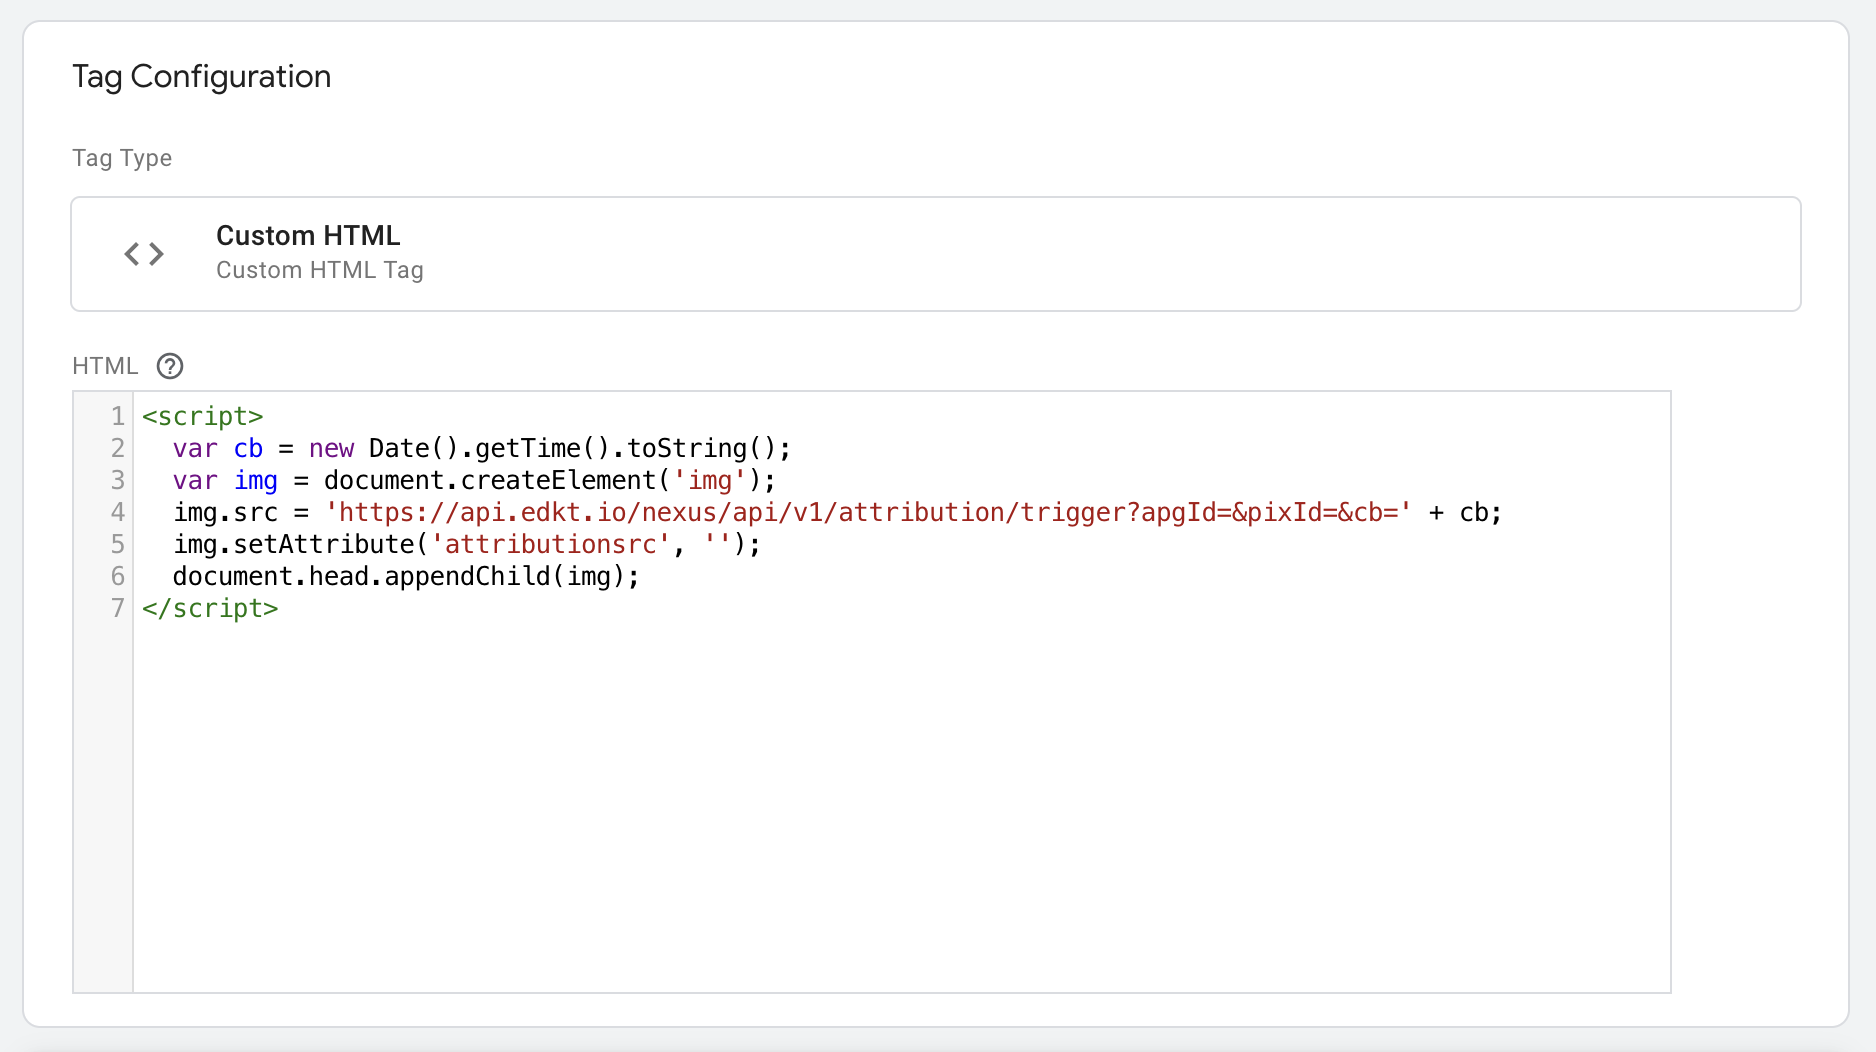 Tag Configuration
Tag Type
Custom HTML
Custom HTML Tag
HTML ?
1 <script>
2   var cb = new Date().getTime().toString();
3   var img = document.createElement('img');
4   img.src = 'https://api.edkt.io/nexus/api/v1/attribution/trigger?apgId=&pixId=&cb=' + cb;
5   img.setAttribute('attributionsrc', '');
6   document.head.appendChild(img);
7 </script>